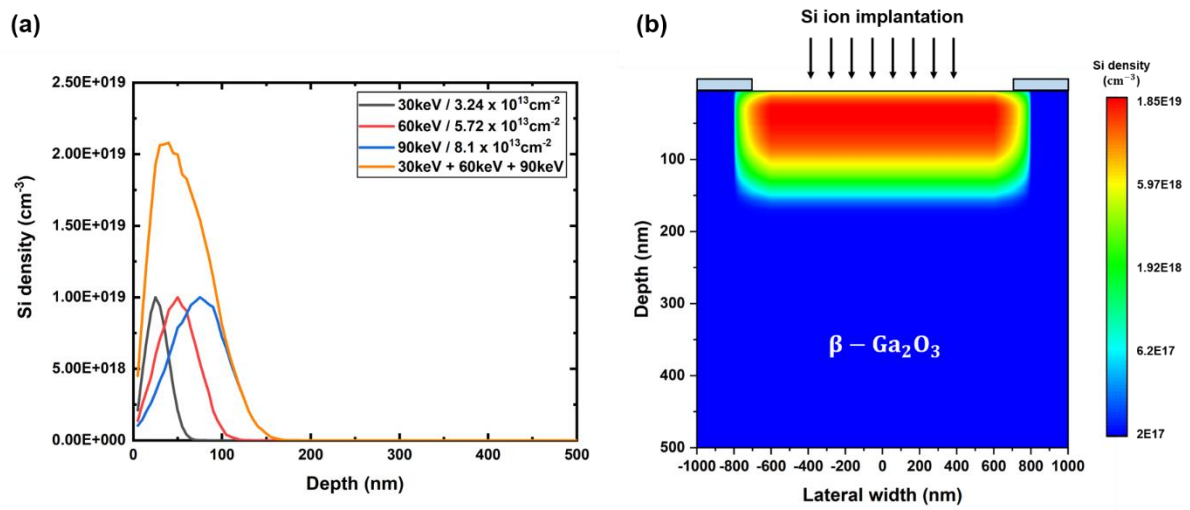 (a)
2.50E+019
2.00E+019
1.50E+019
1.00E+019
5.00E+018
0.00E+000
Si density (cm⁻³)
30keV / 3.24 x 10¹³cm⁻²
60keV / 5.72 x 10¹³cm⁻²
90keV / 8.1 x 10¹³cm⁻²
30keV + 60keV + 90keV
0 100 200 300 400 500
Depth (nm)
(b)
Si ion implantation
100
200
300
400
500
Depth (nm)
β − Ga₂O₃
-1000 -800 -600 -400 -200 0 200 400 600 800 1000
Lateral width (nm)
Si density
(cm⁻³)
1.85E19
5.97E18
1.92E18
6.2E17
2E17